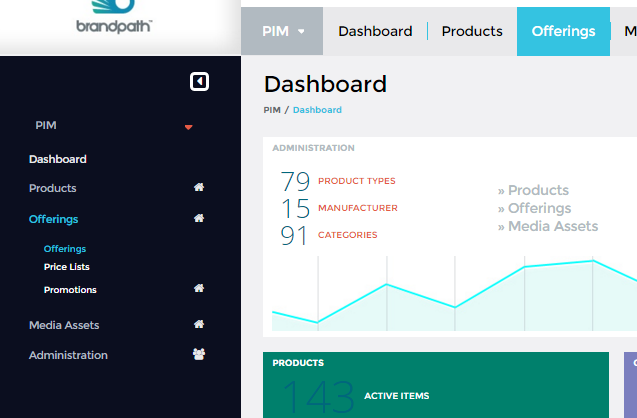 brandpath™
PIM
Dashboard
Products
Offerings
M
PIM
Dashboard
Products
Offerings
Offerings
Price Lists
Promotions
Media Assets
Administration
Dashboard
PIM / Dashboard
ADMINISTRATION
79 PRODUCT TYPES
15 MANUFACTURER
91 CATEGORIES
» Products
» Offerings
» Media Assets
PRODUCTS
143 ACTIVE ITEMS